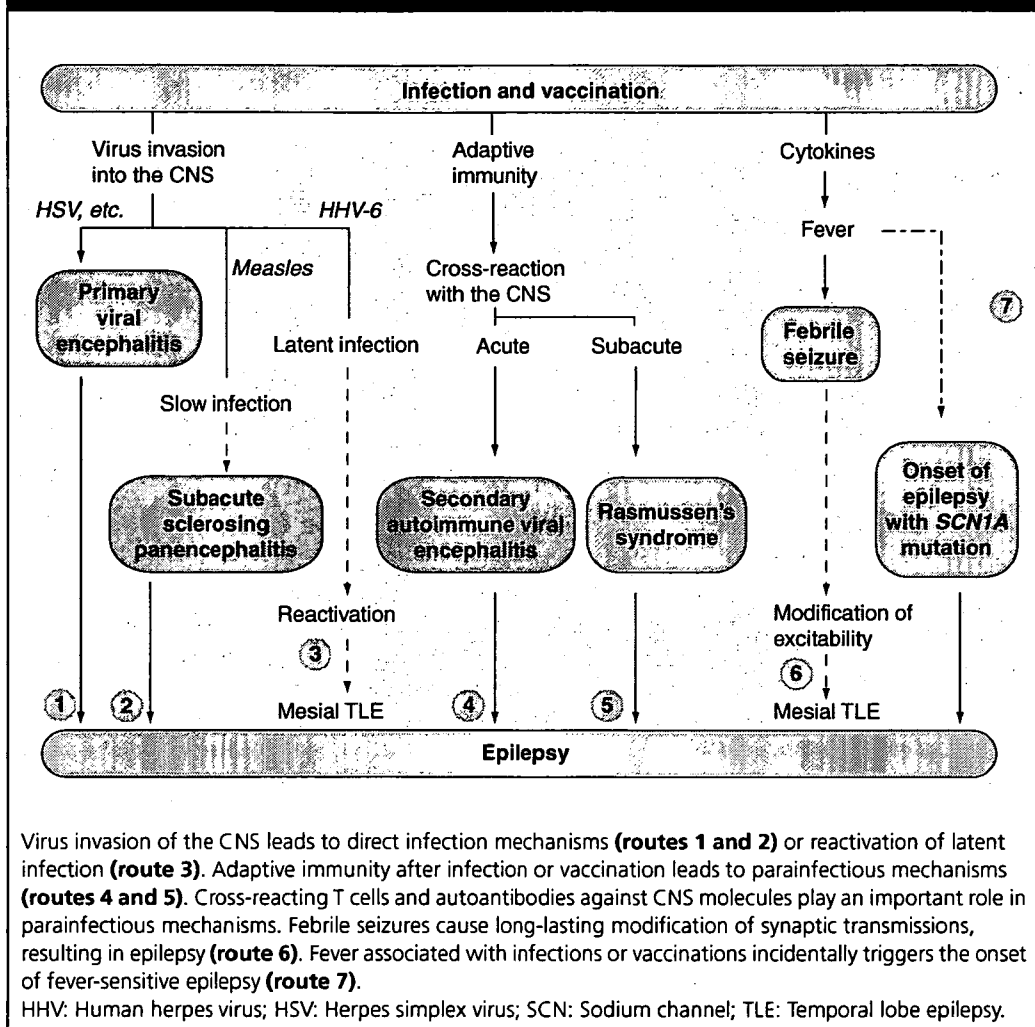 Infection and vaccination
Virus invasion
into the CNS
HSV, etc.
HHV-6
Measles
Primary
viral
encephalitis
Latent infection
Slow infection
Subacute
sclerosing
panencephalitis
Reactivation
3
Mesial TLE
1
2
Adaptive
immunity
Cross-reaction
with the CNS
Acute
Subacute
Secondary
autoimmune viral
encephalitis
Rasmussen's
syndrome
4
5
Cytokines
Fever
7
Febrile
seizure
Onset of
epilepsy
with SCN1A
mutation
Modification of
excitability
6
Mesial TLE
Epilepsy
Virus invasion of the CNS leads to direct infection mechanisms (routes 1 and 2) or reactivation of latent
infection (route 3). Adaptive immunity after infection or vaccination leads to parainfectious mechanisms
(routes 4 and 5). Cross-reacting T cells and autoantibodies against CNS molecules play an important role in
parainfectious mechanisms. Febrile seizures cause long-lasting modification of synaptic transmissions,
resulting in epilepsy (route 6). Fever associated with infections or vaccinations incidentally triggers the onset
of fever-sensitive epilepsy (route 7).
HHV: Human herpes virus; HSV: Herpes simplex virus; SCN: Sodium channel; TLE: Temporal lobe epilepsy.